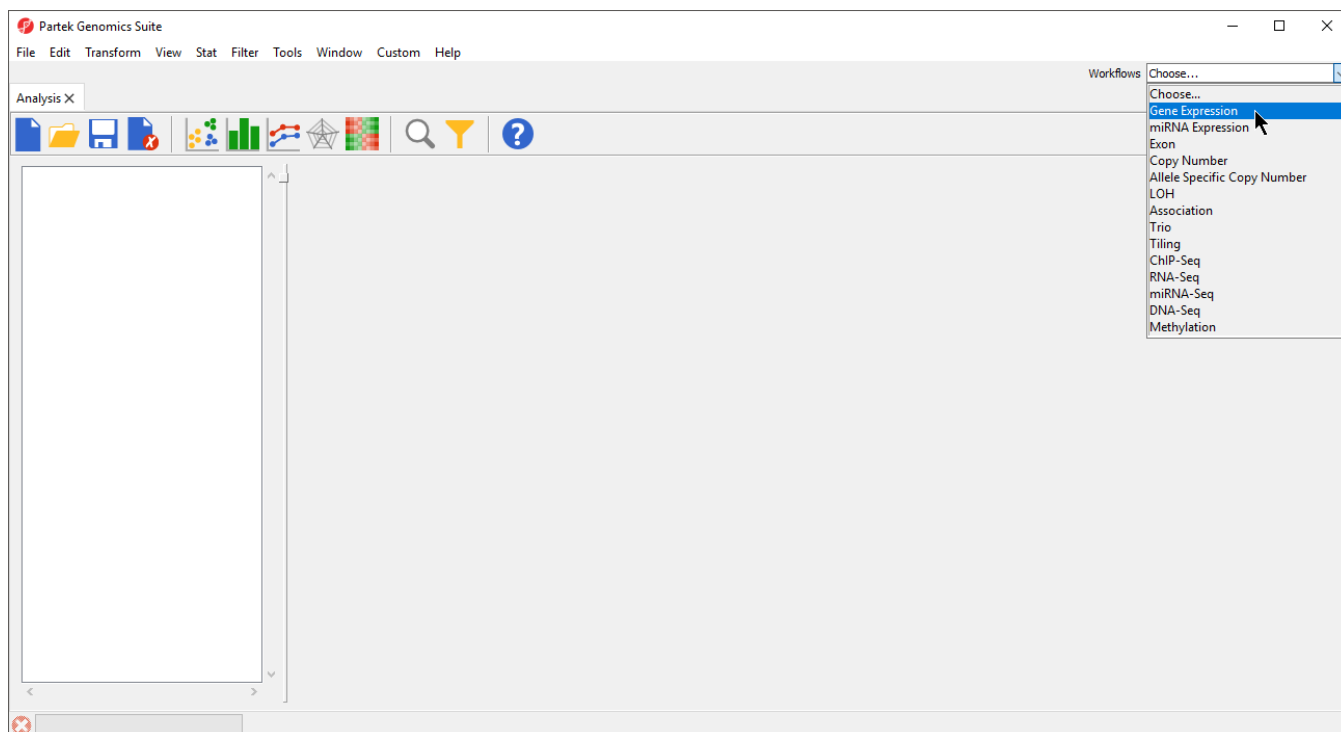 Partek Genomics Suite
File Edit Transform View Stat Filter Tools Window Custom Help
Workflows Choose...
Analysis
Choose...
Gene Expression
miRNA Expression
Exon
Copy Number
Allele Specific Copy Number
LOH
Association
Trio
Tiling
ChIP-Seq
RNA-Seq
miRNA-Seq
DNA-Seq
Methylation
?